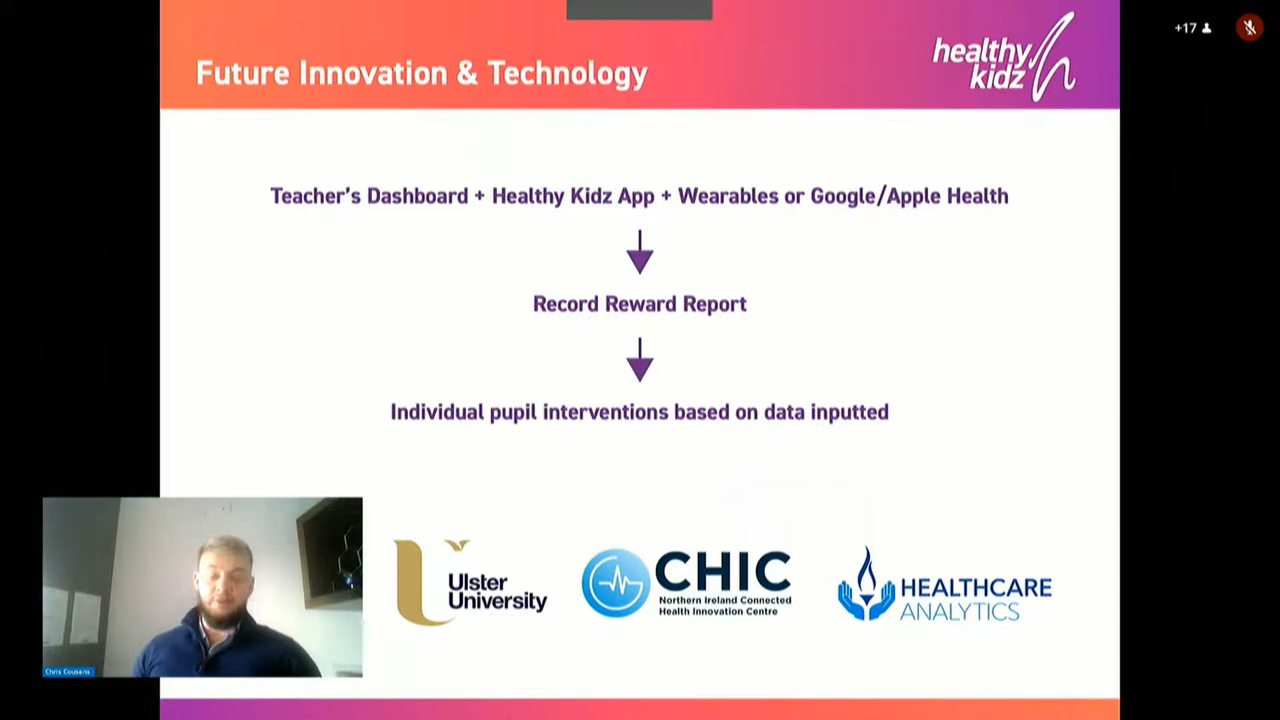 +17
Future Innovation & Technology
healthy
kidz
Teacher's Dashboard + Healthy Kidz App + Wearables or Google/Apple Health
Record Reward Report
Individual pupil interventions based on data inputted
Ulster
University
CHIC
Northern Ireland Connected
Health Innovation Centre
HEALTHCARE
ANALYTICS
Chris Cousens